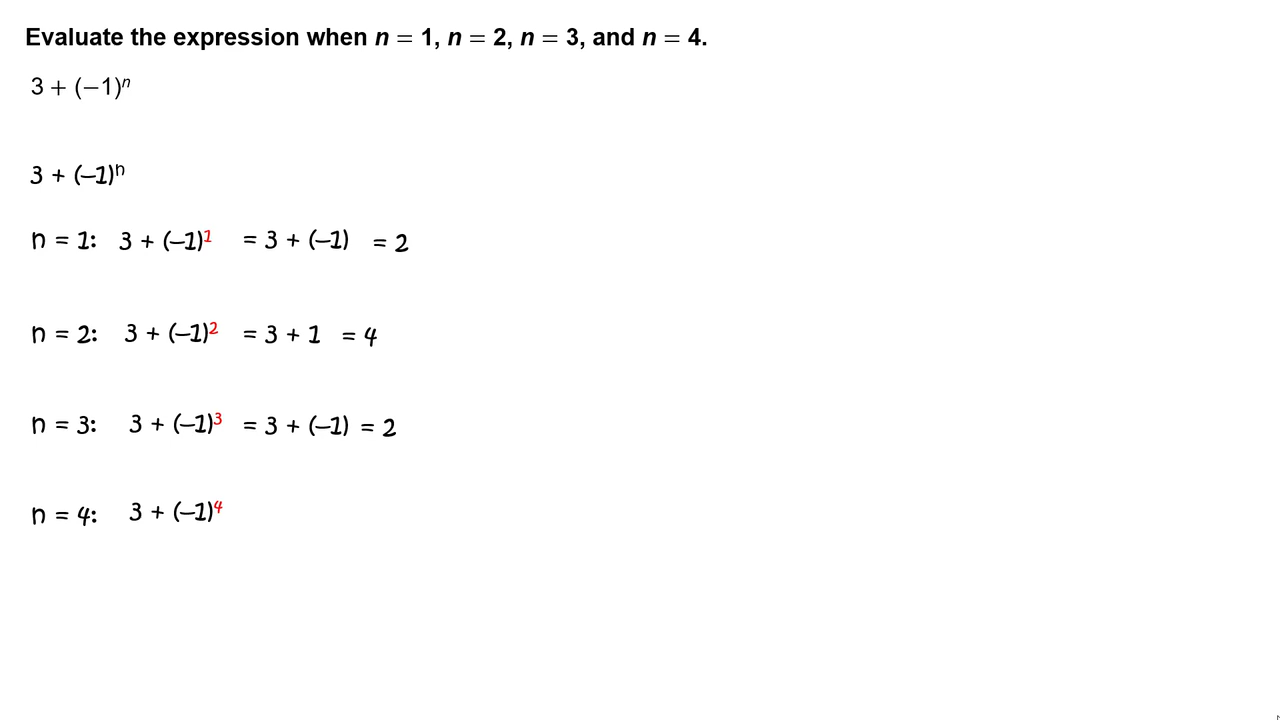 Evaluate the expression when n = 1, n = 2, n = 3, and n = 4.
3 + (−1)ⁿ
3 + (−1)ⁿ
n = 1: 3 + (−1)¹ = 3 + (−1) = 2
n = 2: 3 + (−1)² = 3 + 1 = 4
n = 3: 3 + (−1)³ = 3 + (−1) = 2
n = 4: 3 + (−1)⁴